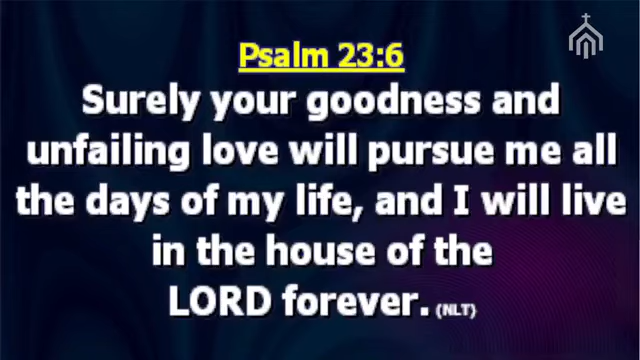 Psalm 23:6
Surely your goodness and
unfailing love will pursue me all
the days of my life, and I will live
in the house of the
LORD forever. (NLT)